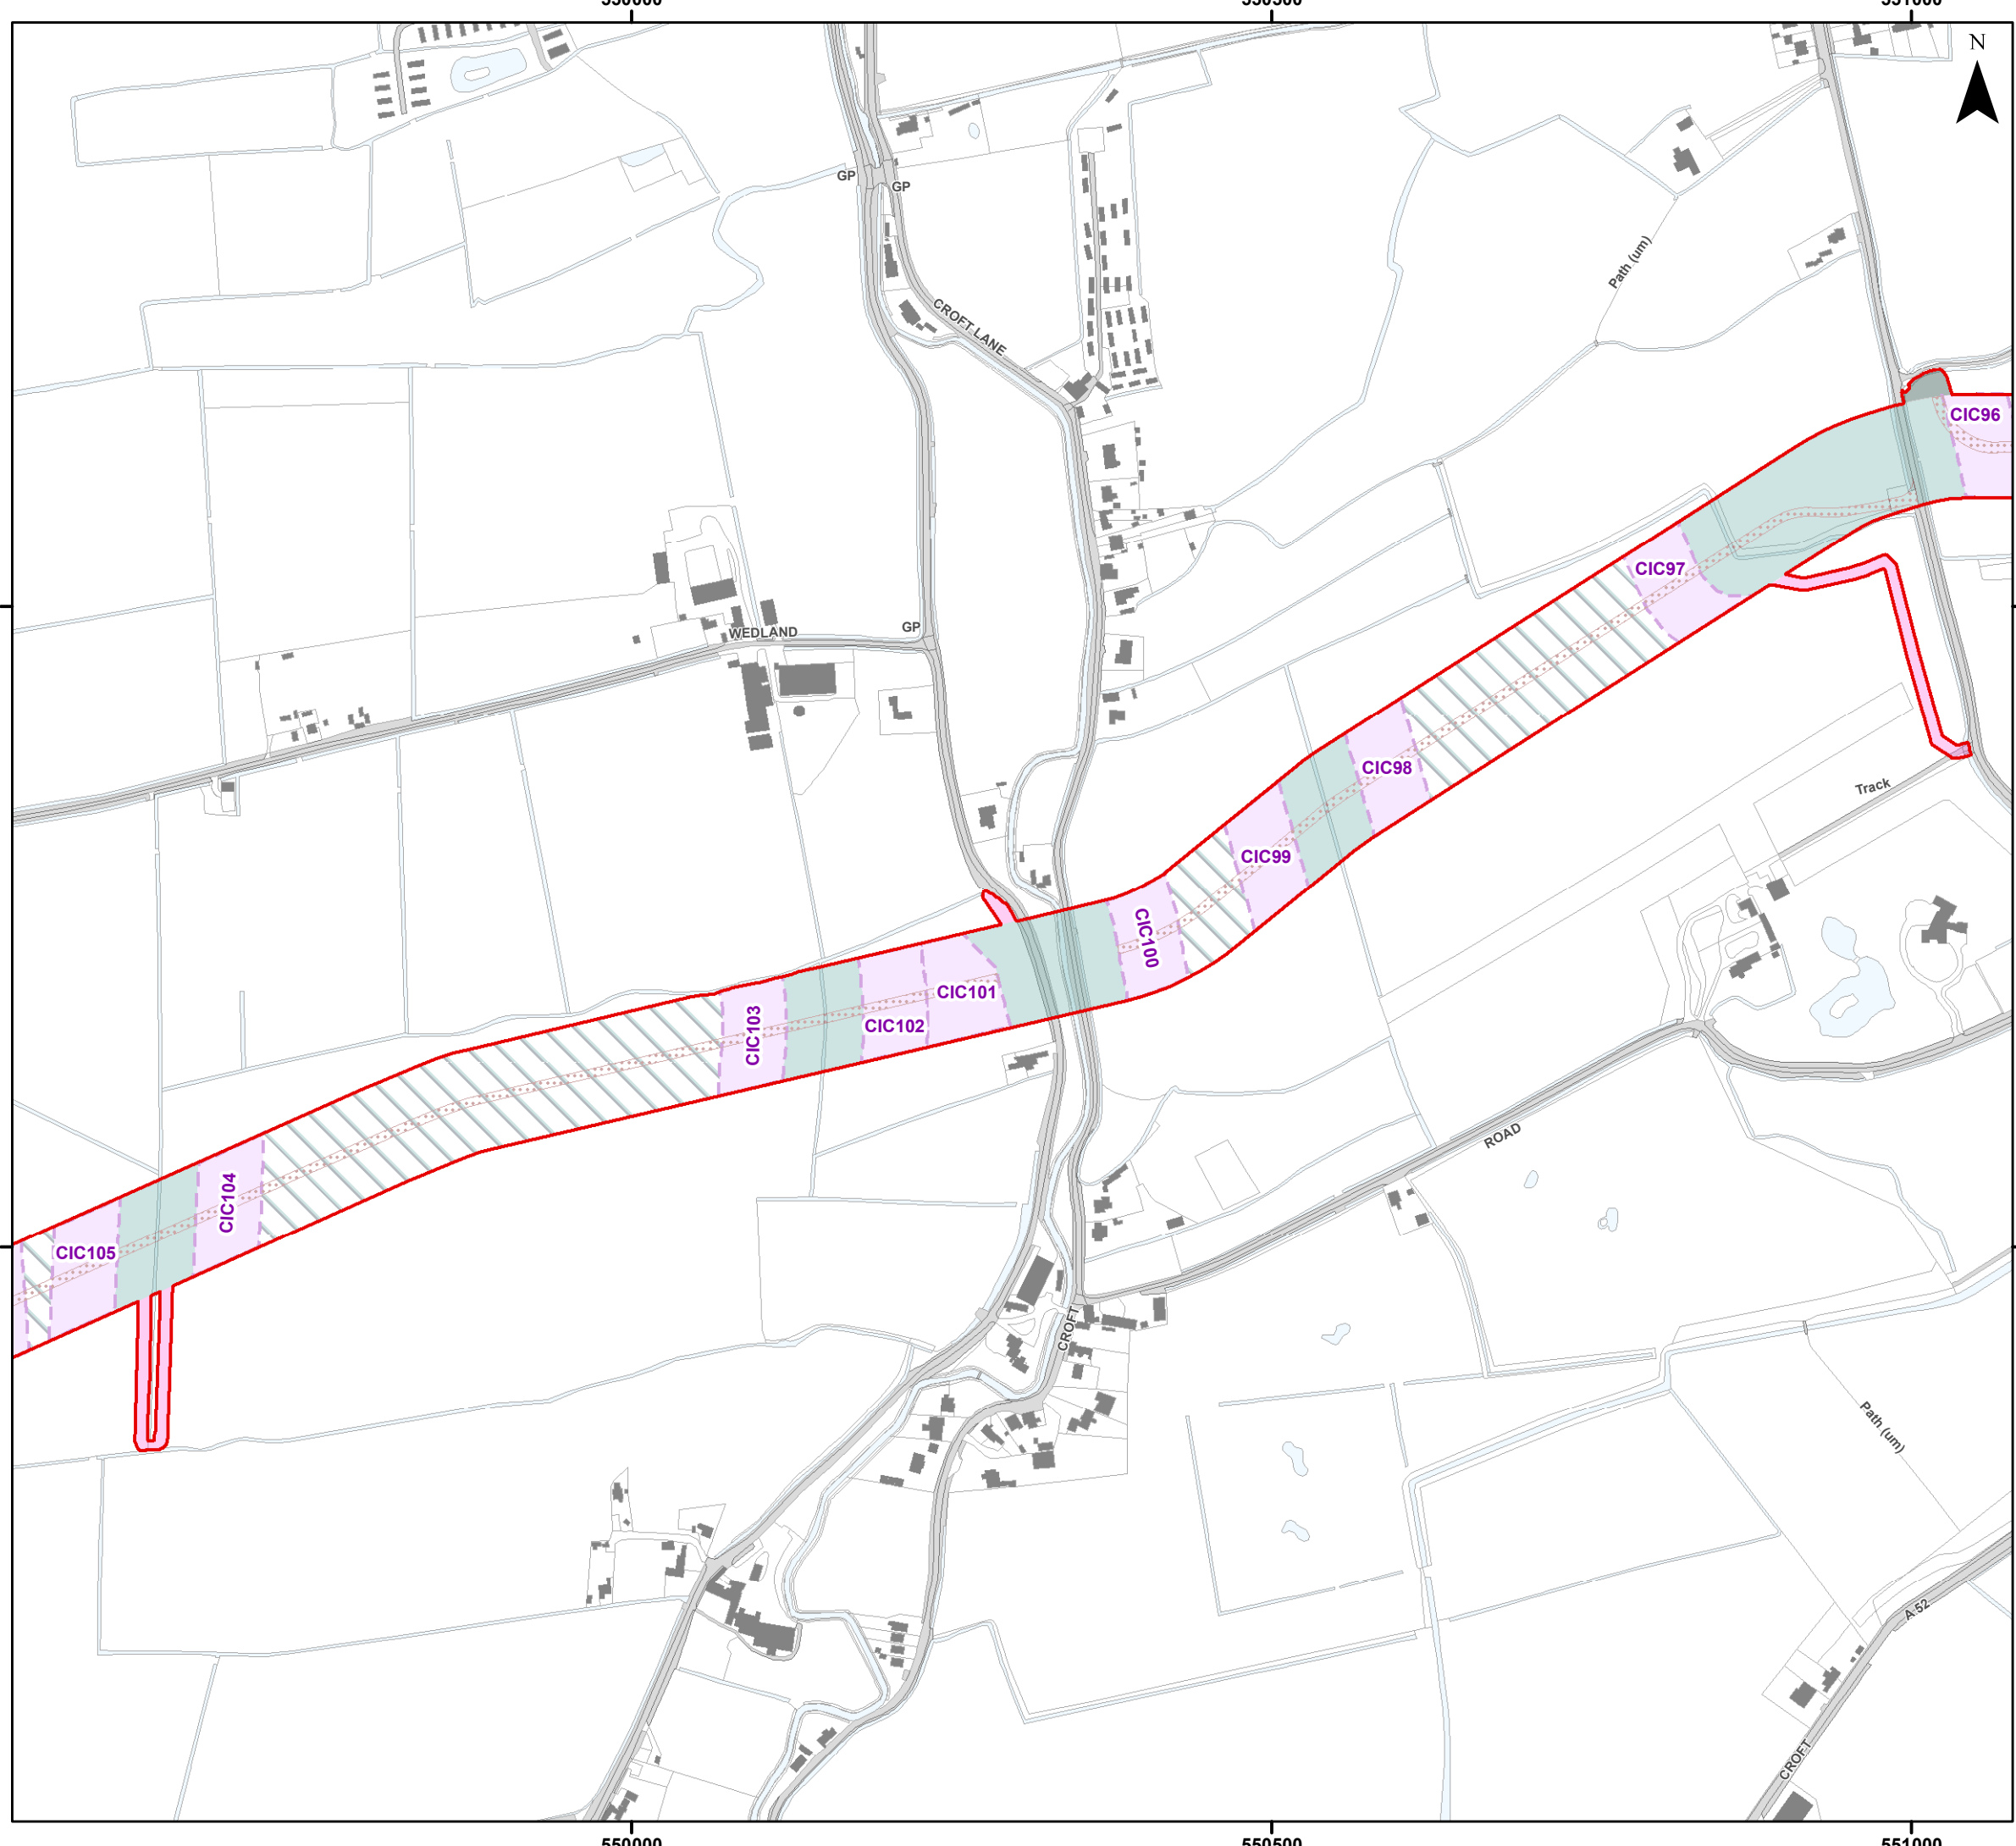 550000
550500
551000
N
GP
GP
Path (um)
CROFT LANE
CIC96
CIC97
GP
WEDLAND
CIC98
Track
CIC99
CIC100
CIC101
CIC102
CIC103
ROAD
CIC104
CIC105
CROFT
Path (um)
A 52
CROFT
550000
550500
551000